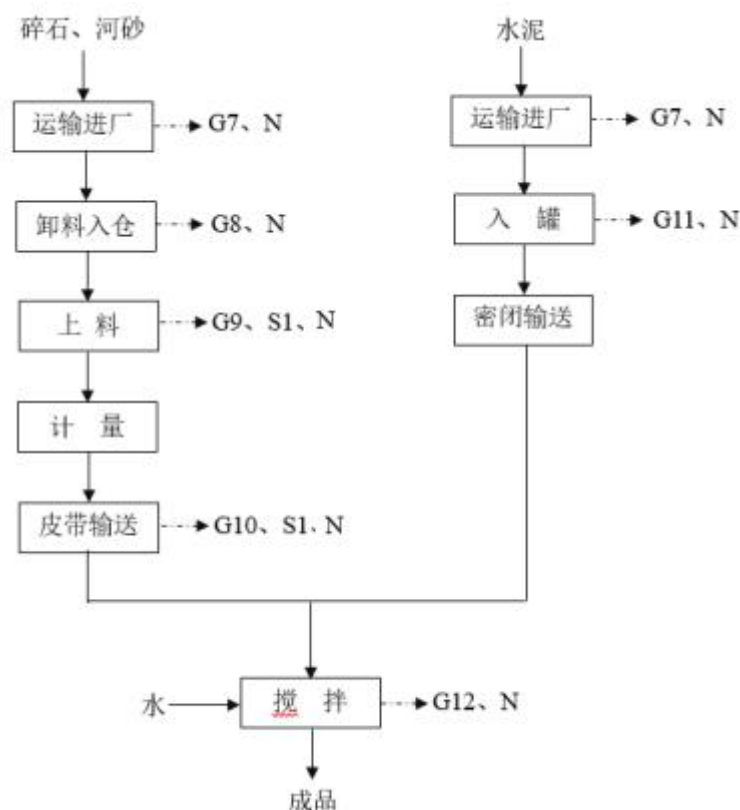 碎石、河砂
运输进厂
G7、N
卸料入仓
G8、N
上 料
G9、S1、N
计 量
皮带输送
G10、S1、N
水泥
运输进厂
G7、N
入 罐
G11、N
密闭输送
水
搅 拌
G12、N
成品